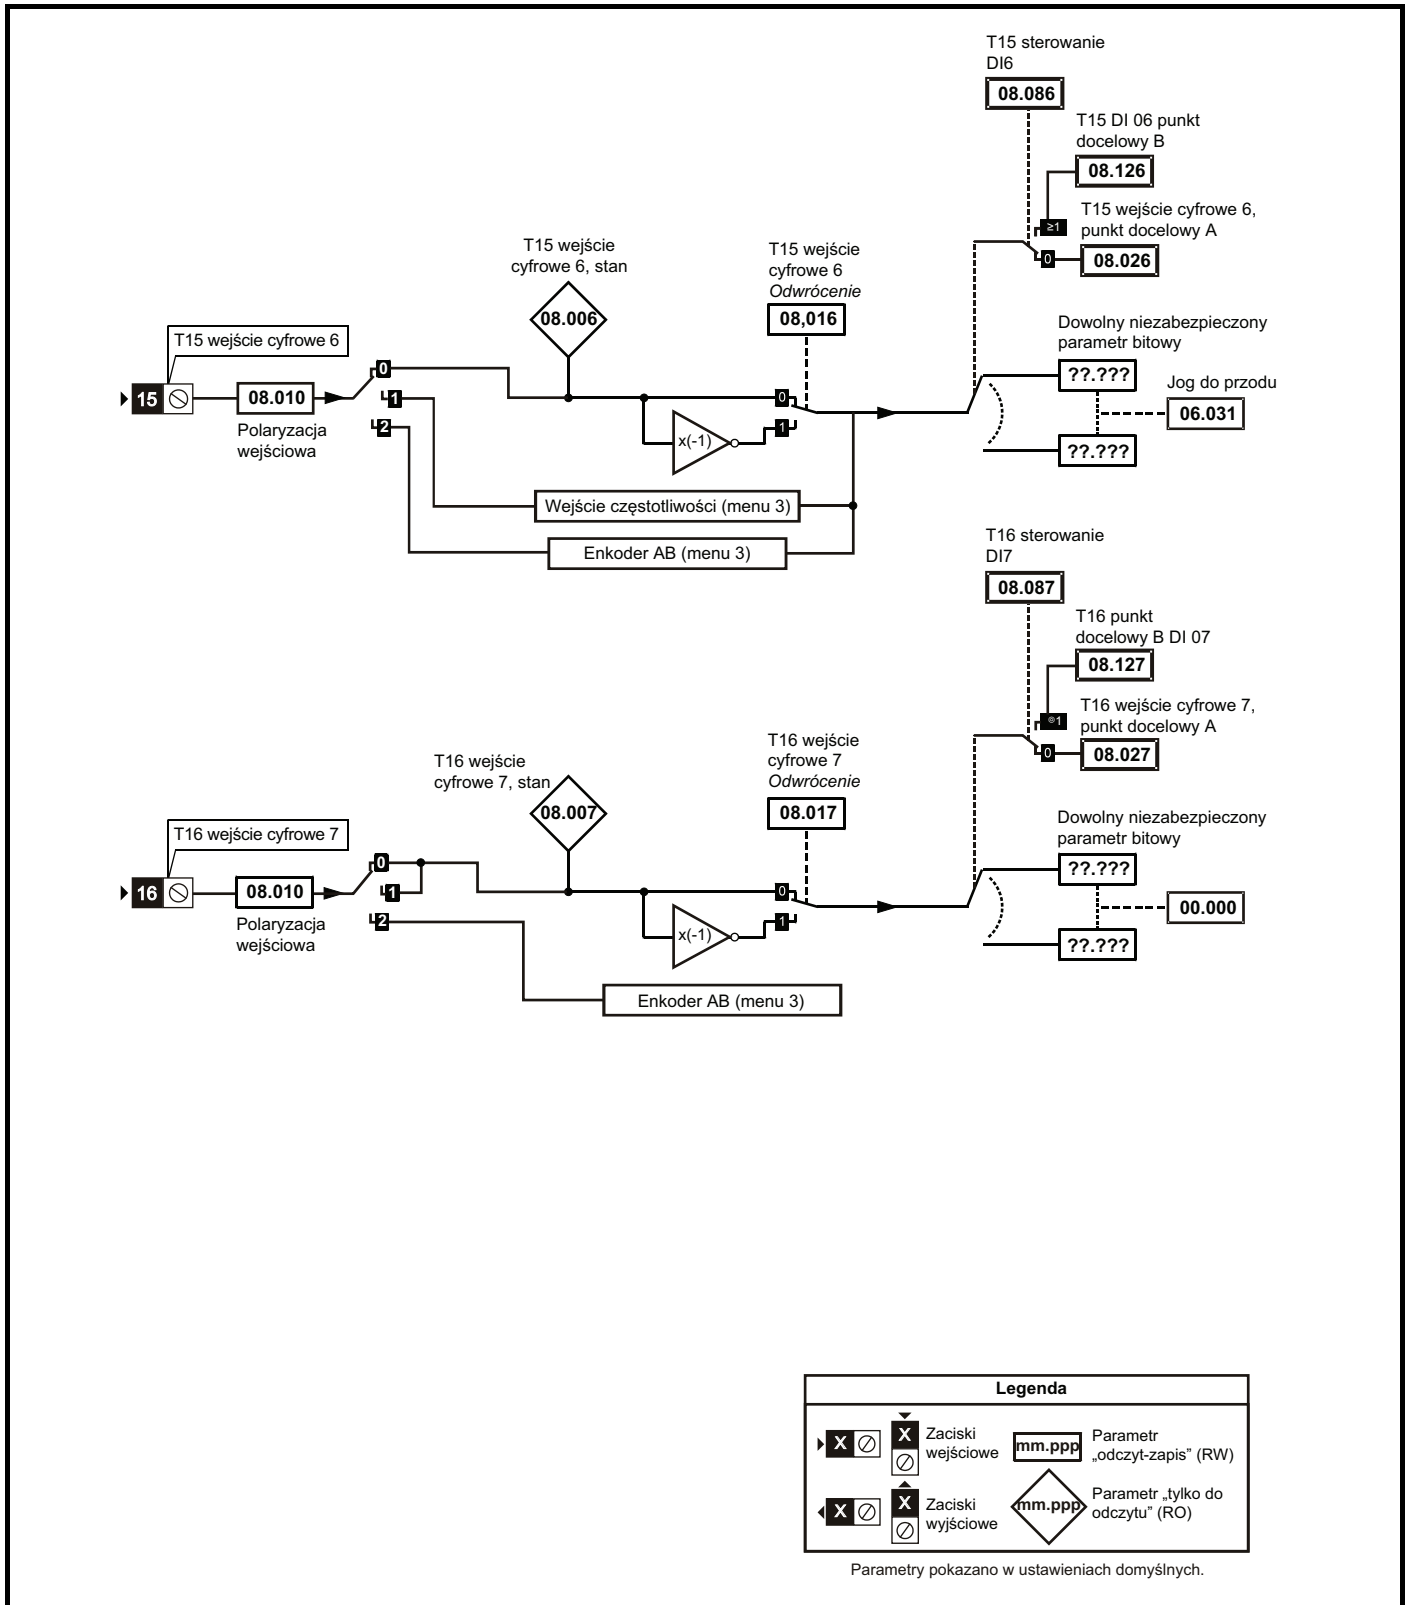 T15 sterowanie
DI6
08.086
T15 DI 06 punkt
docelowy B
08.126
≥1
T15 wejście cyfrowe 6,
punkt docelowy A
0
08.026
T15 wejście
cyfrowe 6, stan
08.006
T15 wejście
cyfrowe 6
Odwrócenie
08,016
T15 wejście cyfrowe 6
15
08.010
Polaryzacja
wejściowa
0
1
2
0
1
x(-1)
Wejście częstotliwości (menu 3)
Enkoder AB (menu 3)
Dowolny niezabezpieczony
parametr bitowy
??.???
??.???
Jog do przodu
06.031
T16 sterowanie
DI7
08.087
T16 punkt
docelowy B DI 07
08.127
⊚1
T16 wejście cyfrowe 7,
punkt docelowy A
0
08.027
T16 wejście
cyfrowe 7, stan
08.007
T16 wejście
cyfrowe 7
Odwrócenie
08.017
T16 wejście cyfrowe 7
16
08.010
Polaryzacja
wejściowa
0
1
2
0
1
x(-1)
Enkoder AB (menu 3)
Dowolny niezabezpieczony
parametr bitowy
??.???
??.???
00.000
Legenda
X
X
Zaciski
wejściowe
mm.ppp
Parametr
„odczyt-zapis” (RW)
X
X
Zaciski
wyjściowe
mm.ppp
Parametr „tylko do
odczytu” (RO)
Parametry pokazano w ustawieniach domyślnych.